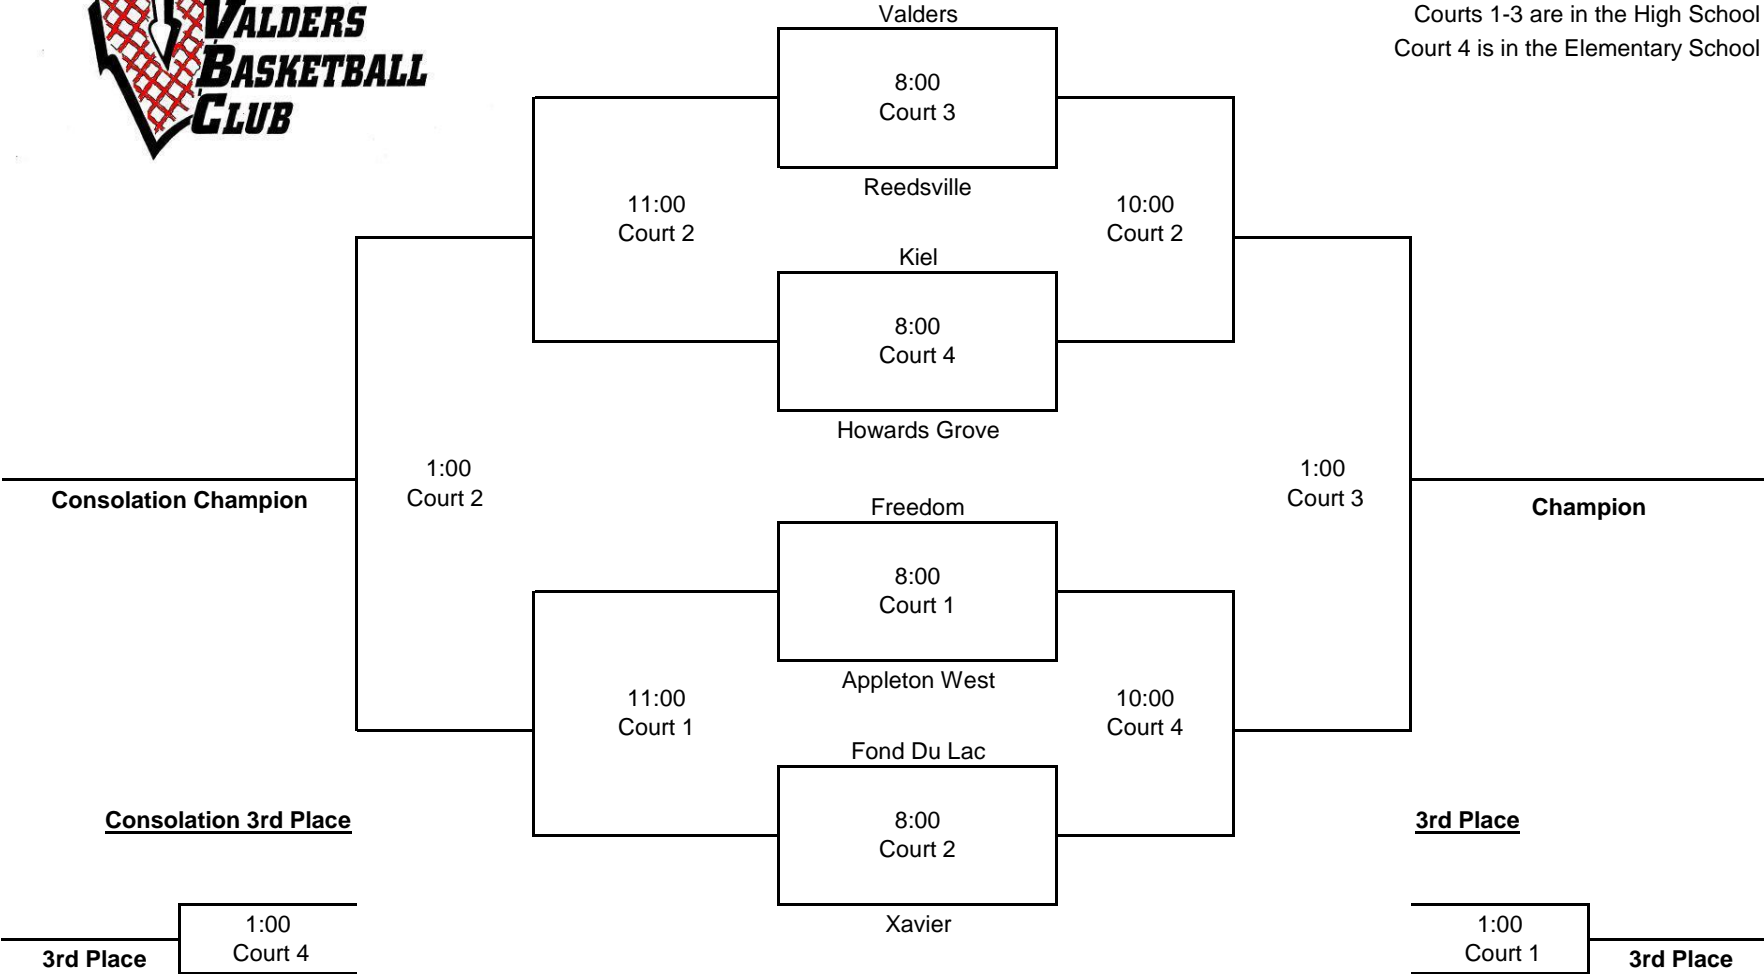 VALDERS
BASKETBALL
CLUB
Courts 1-3 are in the High School
Court 4 is in the Elementary School
Valders
8:00
Court 3
Reedsville
11:00
Court 2
10:00
Court 2
Kiel
8:00
Court 4
Howards Grove
1:00
Court 2
Consolation Champion
1:00
Court 3
Champion
Freedom
8:00
Court 1
Appleton West
11:00
Court 1
10:00
Court 4
Fond Du Lac
8:00
Court 2
Xavier
Consolation 3rd Place
1:00
Court 4
3rd Place
3rd Place
1:00
Court 1
3rd Place